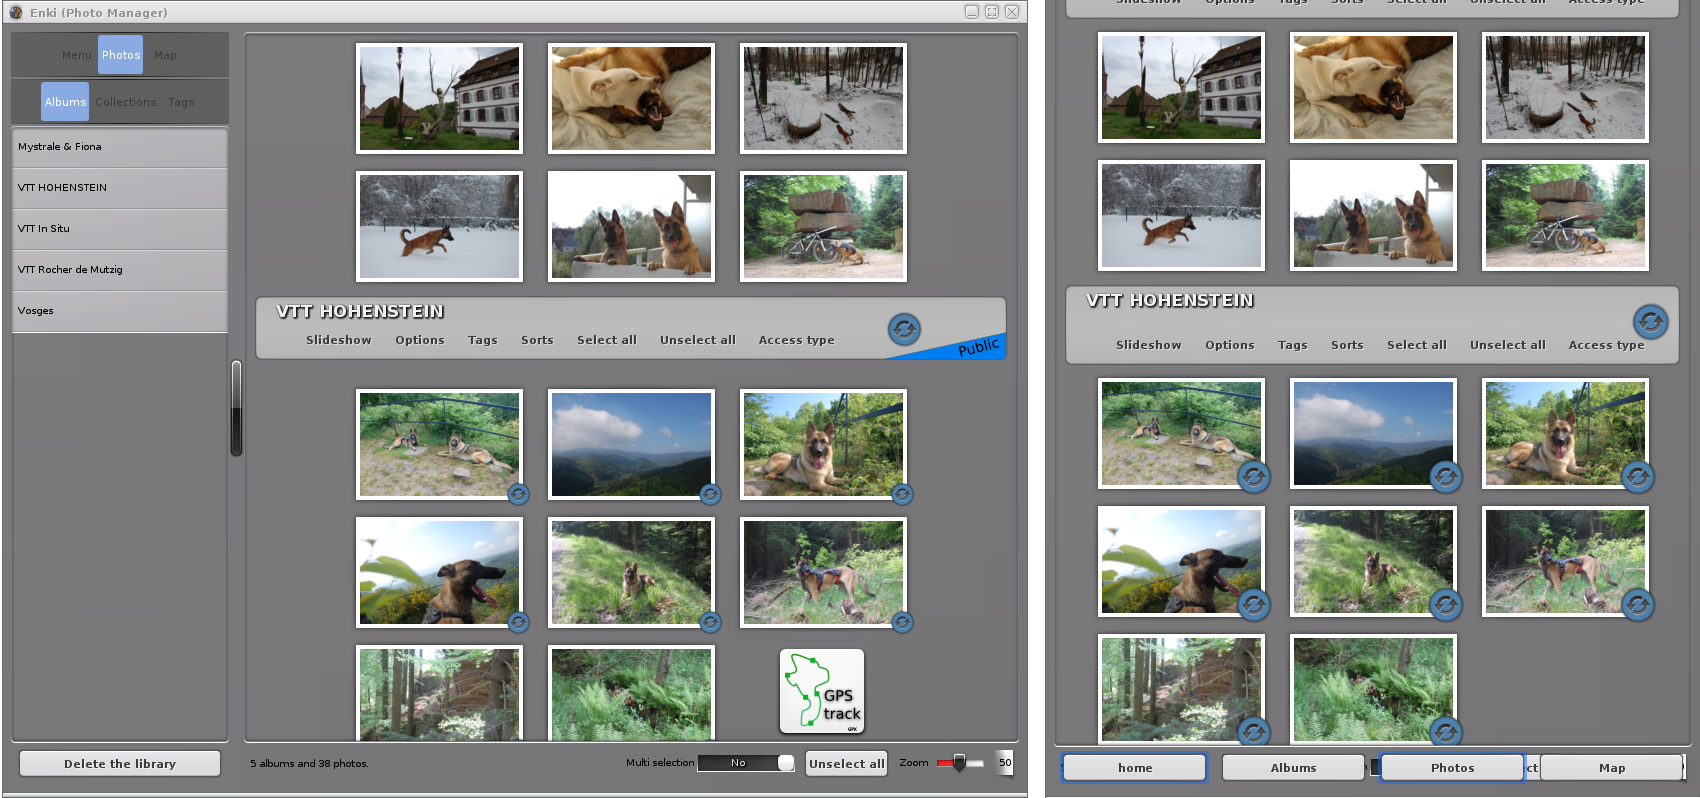 Enki (Photo Manager)
Menu Photos Map
Albums Collections Tags
Mystrale & Fiona
VTT HOHENSTEIN
VTT In Situ
VTT Rocher de Mutzig
Vosges
Delete the library
VTT HOHENSTEIN
Slideshow Options Tags Sorts Select all Unselect all Access type
Public
GPS
track
GPX
5 albums and 38 photos.
Multi selection No Unselect all Zoom 50
Slideshow Options Tags Sorts Select all Unselect all Access type
VTT HOHENSTEIN
Slideshow Options Tags Sorts Select all Unselect all Access type
home Albums Photos Map